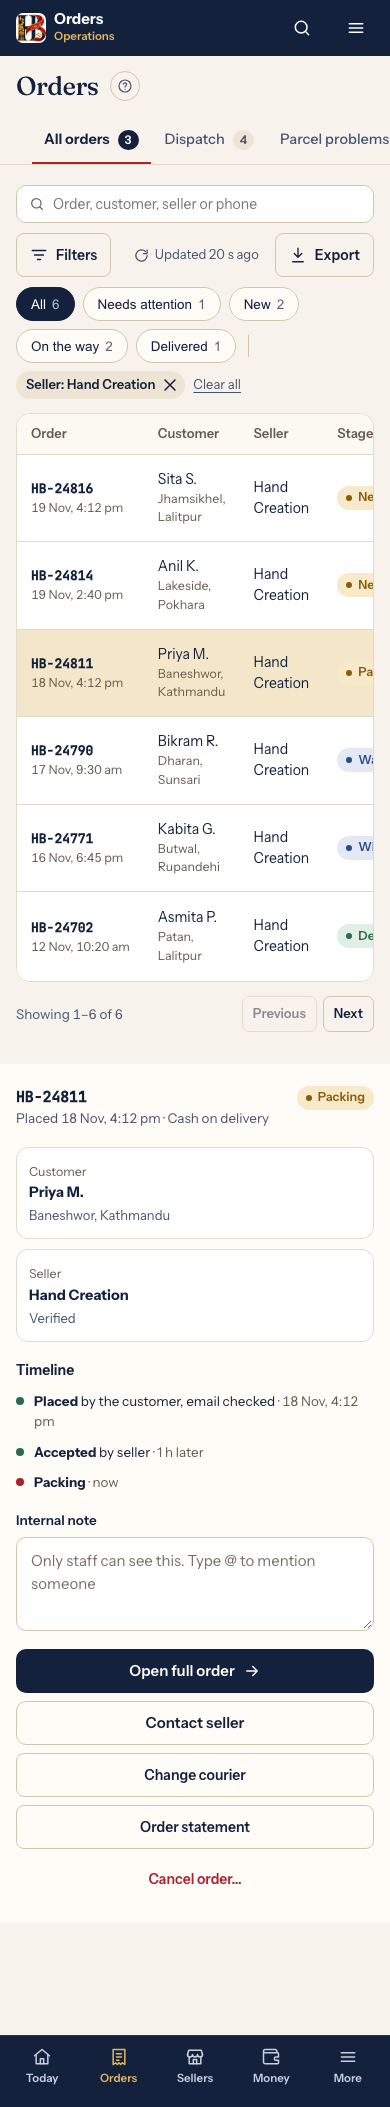 Orders
Operations
Orders
All orders 3 Dispatch 4 Parcel problems
Order, customer, seller or phone
Filters Updated 20 s ago Export
All 6 Needs attention 1 New 2
On the way 2 Delivered 1
Seller: Hand Creation Clear all
Order Customer Seller Stage
HB-24816
19 Nov, 4:12 pm
Sita S.
Jhamsikhel,
Lalitpur
Hand
Creation
Ne
HB-24814
19 Nov, 2:40 pm
Anil K.
Lakeside,
Pokhara
Hand
Creation
Ne
HB-24811
18 Nov, 4:12 pm
Priya M.
Baneshwor,
Kathmandu
Hand
Creation
Pa
HB-24790
17 Nov, 9:30 am
Bikram R.
Dharan,
Sunsari
Hand
Creation
Wa
HB-24771
16 Nov, 6:45 pm
Kabita G.
Butwal,
Rupandehi
Hand
Creation
Wi
HB-24702
12 Nov, 10:20 am
Asmita P.
Patan,
Lalitpur
Hand
Creation
De
Showing 1–6 of 6 Previous Next
HB-24811 Packing
Placed 18 Nov, 4:12 pm · Cash on delivery
Customer
Priya M.
Baneshwor, Kathmandu
Seller
Hand Creation
Verified
Timeline
Placed by the customer, email checked · 18 Nov, 4:12
pm
Accepted by seller · 1 h later
Packing · now
Internal note
Only staff can see this. Type @ to mention
someone
Open full order →
Contact seller
Change courier
Order statement
Cancel order…
Today Orders Sellers Money More